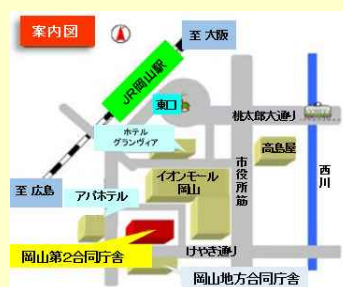 案内図
至 大阪
JR岡山駅
東口
桃太郎大通り
ホテル
グランヴィア
高島屋
市役所筋
西川
イオンモール
岡山
至 広島
アパホテル
けやき通り
岡山第2合同庁舎
岡山地方合同庁舎